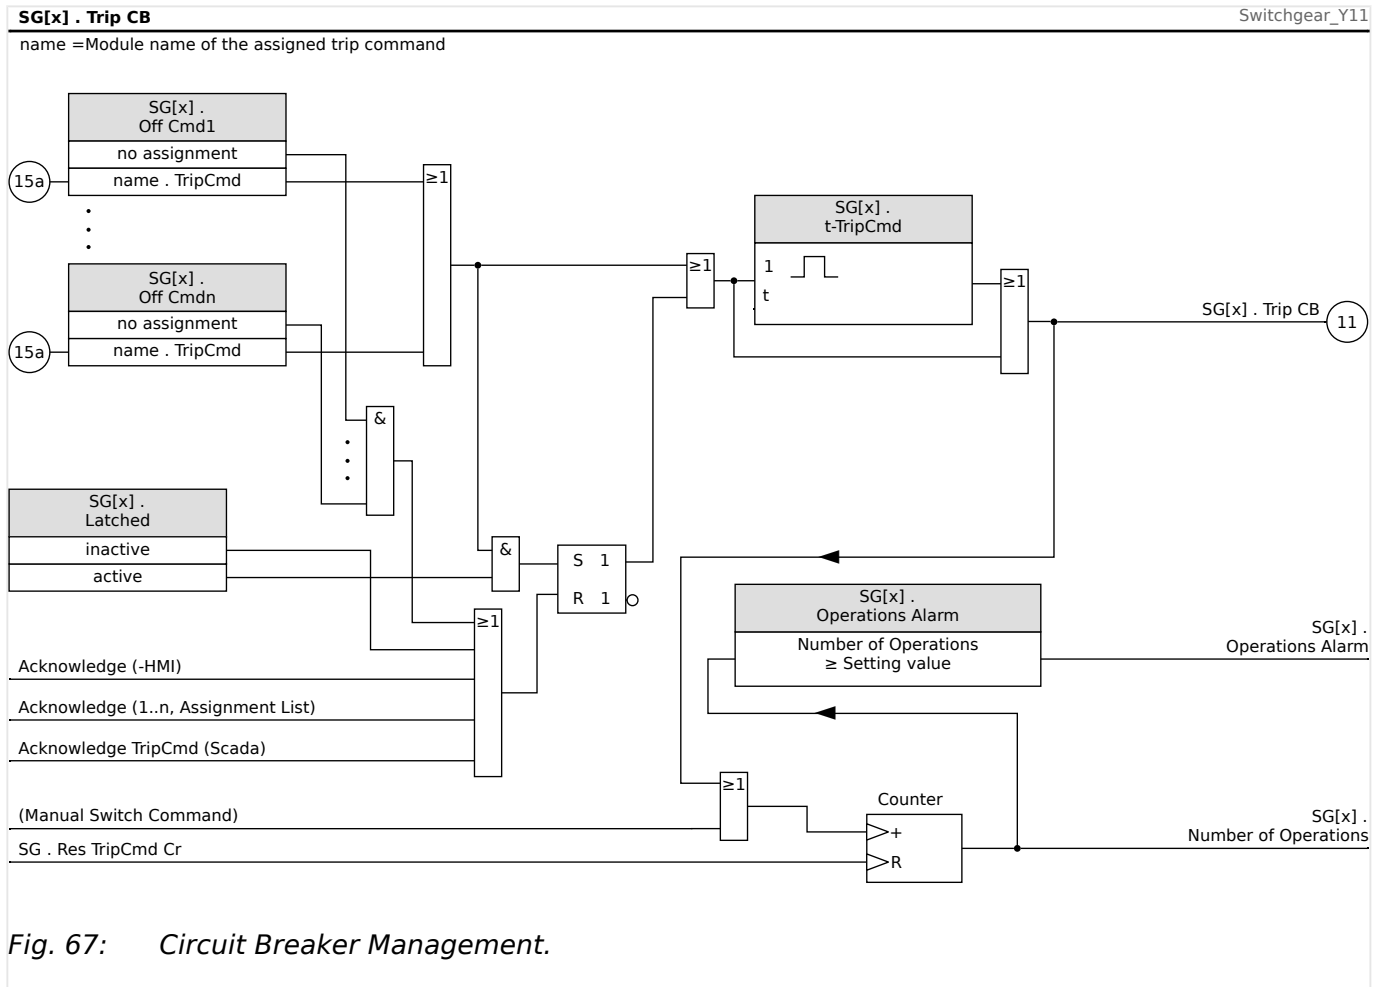 SG[x] . Trip CB
Switchgear_Y11
name =Module name of the assigned trip command
SG[x] .
Off Cmd1
no assignment
15a
name . TripCmd
≥1
SG[x] .
t-TripCmd
1
t
≥1
≥1
SG[x] .
Off Cmdn
no assignment
15a
name . TripCmd
SG[x] . Trip CB
11
&
SG[x] .
Latched
inactive
active
&
S 1
R 1
≥1
SG[x] .
Operations Alarm
Number of Operations
≥ Setting value
SG[x] .
Operations Alarm
Acknowledge (-HMI)
Acknowledge (1..n, Assignment List)
Acknowledge TripCmd (Scada)
≥1
Counter
(Manual Switch Command)
+
SG . Res TripCmd Cr
R
SG[x] .
Number of Operations
Fig. 67: Circuit Breaker Management.